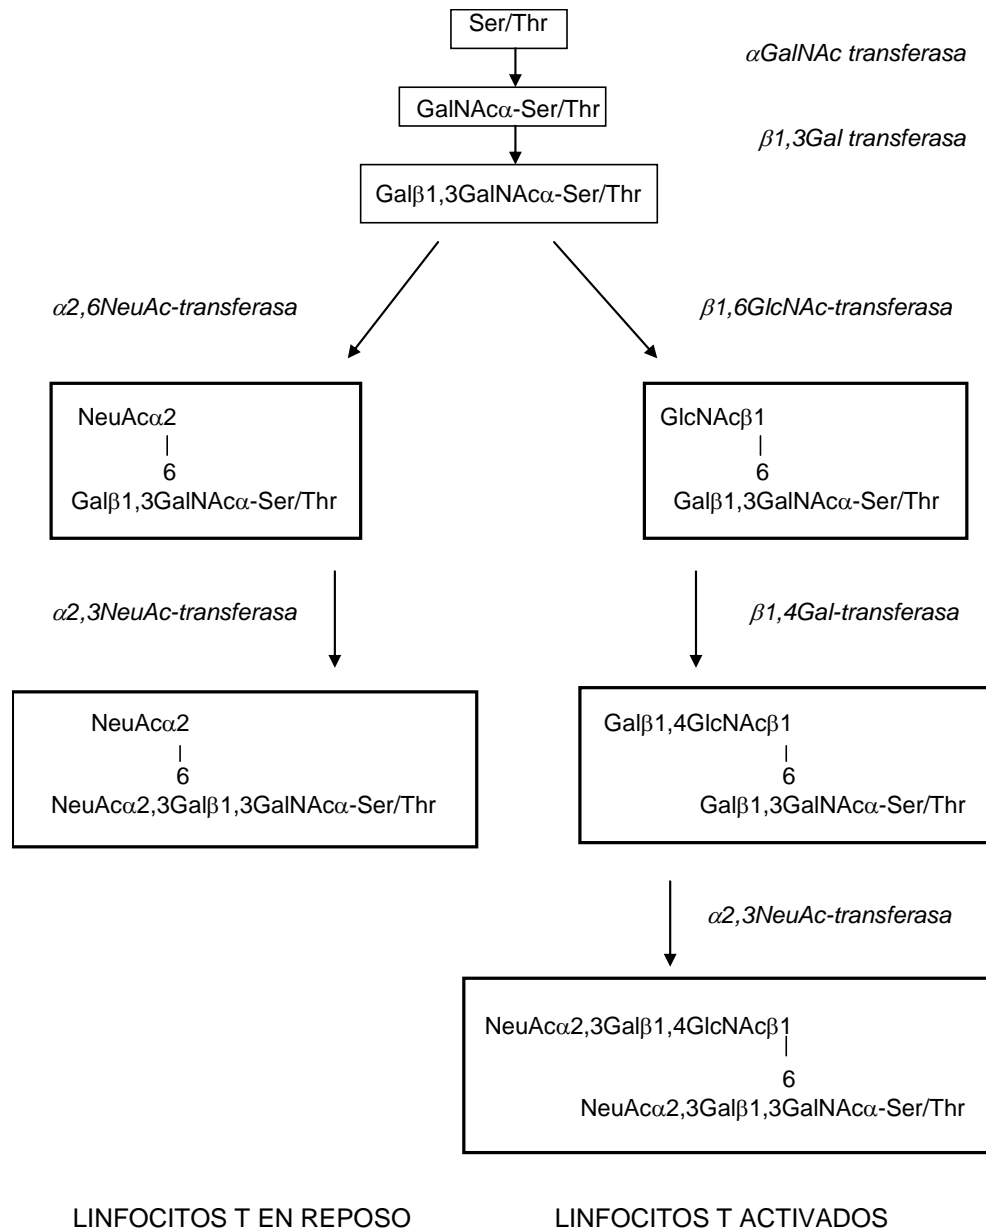 Ser/Thr
αGalNAc transferasa
GalNAcα-Ser/Thr
β1,3Gal transferasa
Galβ1,3GalNAcα-Ser/Thr
α2,6NeuAc-transferasa
β1,6GlcNAc-transferasa
NeuAcα2
|
6
Galβ1,3GalNAcα-Ser/Thr
GlcNAcβ1
|
6
Galβ1,3GalNAcα-Ser/Thr
α2,3NeuAc-transferasa
β1,4Gal-transferasa
NeuAcα2
|
6
NeuAcα2,3Galβ1,3GalNAcα-Ser/Thr
Galβ1,4GlcNAcβ1
|
6
Galβ1,3GalNAcα-Ser/Thr
α2,3NeuAc-transferasa
NeuAcα2,3Galβ1,4GlcNAcβ1
|
6
NeuAcα2,3Galβ1,3GalNAcα-Ser/Thr
LINFOCITOS T EN REPOSO
LINFOCITOS T ACTIVADOS